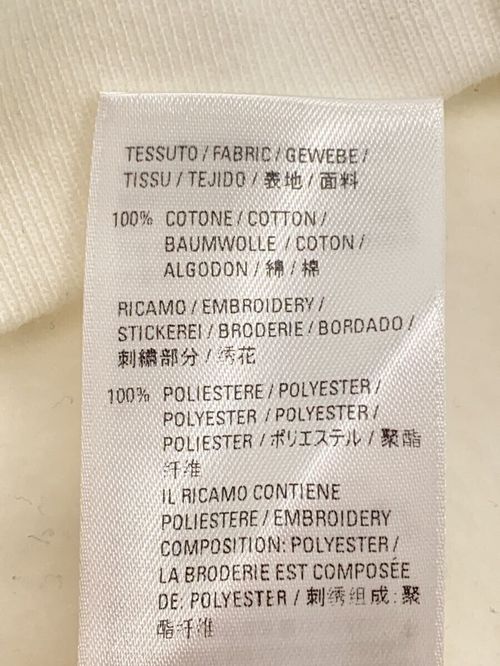 TESSUTO / FABRIC / GEWEBE /
TISSU / TEJIDO / 表地 / 面料
100% COTONE / COTTON /
BAUMWOLLE / COTON /
ALGODON / 綿 / 棉
RICAMO / EMBROIDERY /
STICKEREI / BRODERIE / BORDADO /
刺繍部分 / 绣花
100% POLIESTERE / POLYESTER /
POLYESTER / POLYESTER /
POLIESTER / ポリエステル / 聚酯
纤维
IL RICAMO CONTIENE
POLIESTERE / EMBROIDERY
COMPOSITION: POLYESTER /
LA BRODERIE EST COMPOSÉE
DE: POLYESTER / 刺绣组成: 聚
酯纤维